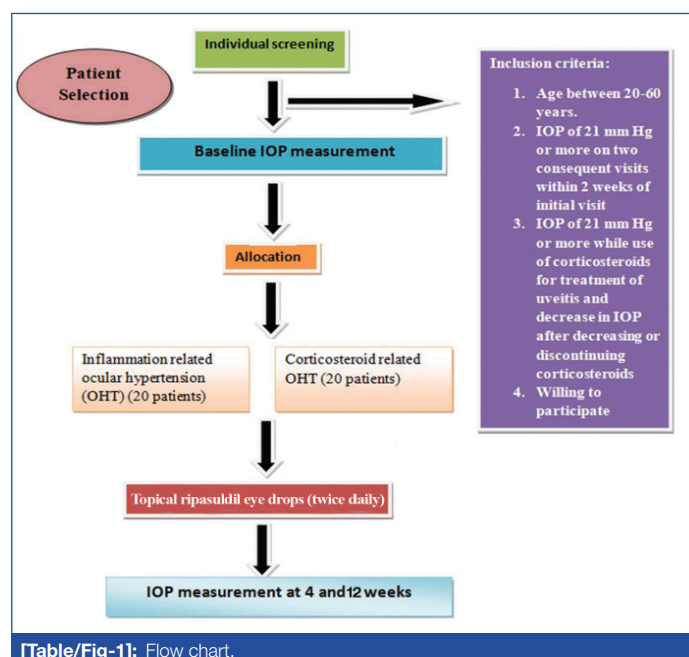 Individual screening
Patient
Selection
Inclusion criteria:
1. Age between 20-60
years.
2. IOP of 21 mm Hg
or more on two
consequent visits
within 2 weeks of
initial visit
3. IOP of 21 mm Hg
or more while use
of corticosteroids
for treatment of
uveitis and
decrease in IOP
after decreasing or
discontinuing
corticosteroids
4. Willing to
participate
Baseline IOP measurement
Allocation
Inflammation related
ocular hypertension
(OHT) (20 patients)
Corticosteroid related
OHT (20 patients)
Topical ripasuldil eye drops (twice daily)
IOP measurement at 4 and12 weeks
[Table/Fig-1]: Flow chart.